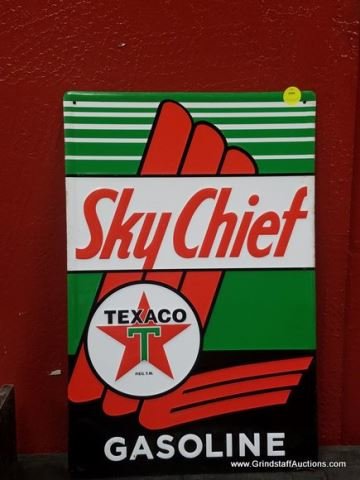 Sky Chief
TEXACO
T
REG. T.M.
GASOLINE
www.GrindstaffAuctions.com